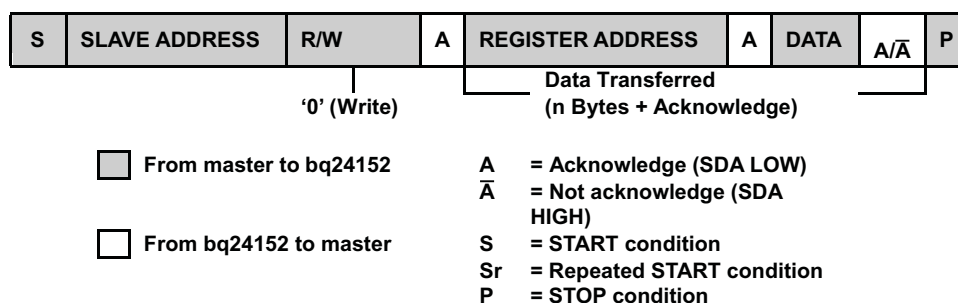 S SLAVE ADDRESS R/W A REGISTER ADDRESS A DATA A/A̅ P
Data Transferred
‘0’ (Write) (n Bytes + Acknowledge)
From master to bq24152
From bq24152 to master
A = Acknowledge (SDA LOW)
A̅ = Not acknowledge (SDA
HIGH)
S = START condition
Sr = Repeated START condition
P = STOP condition